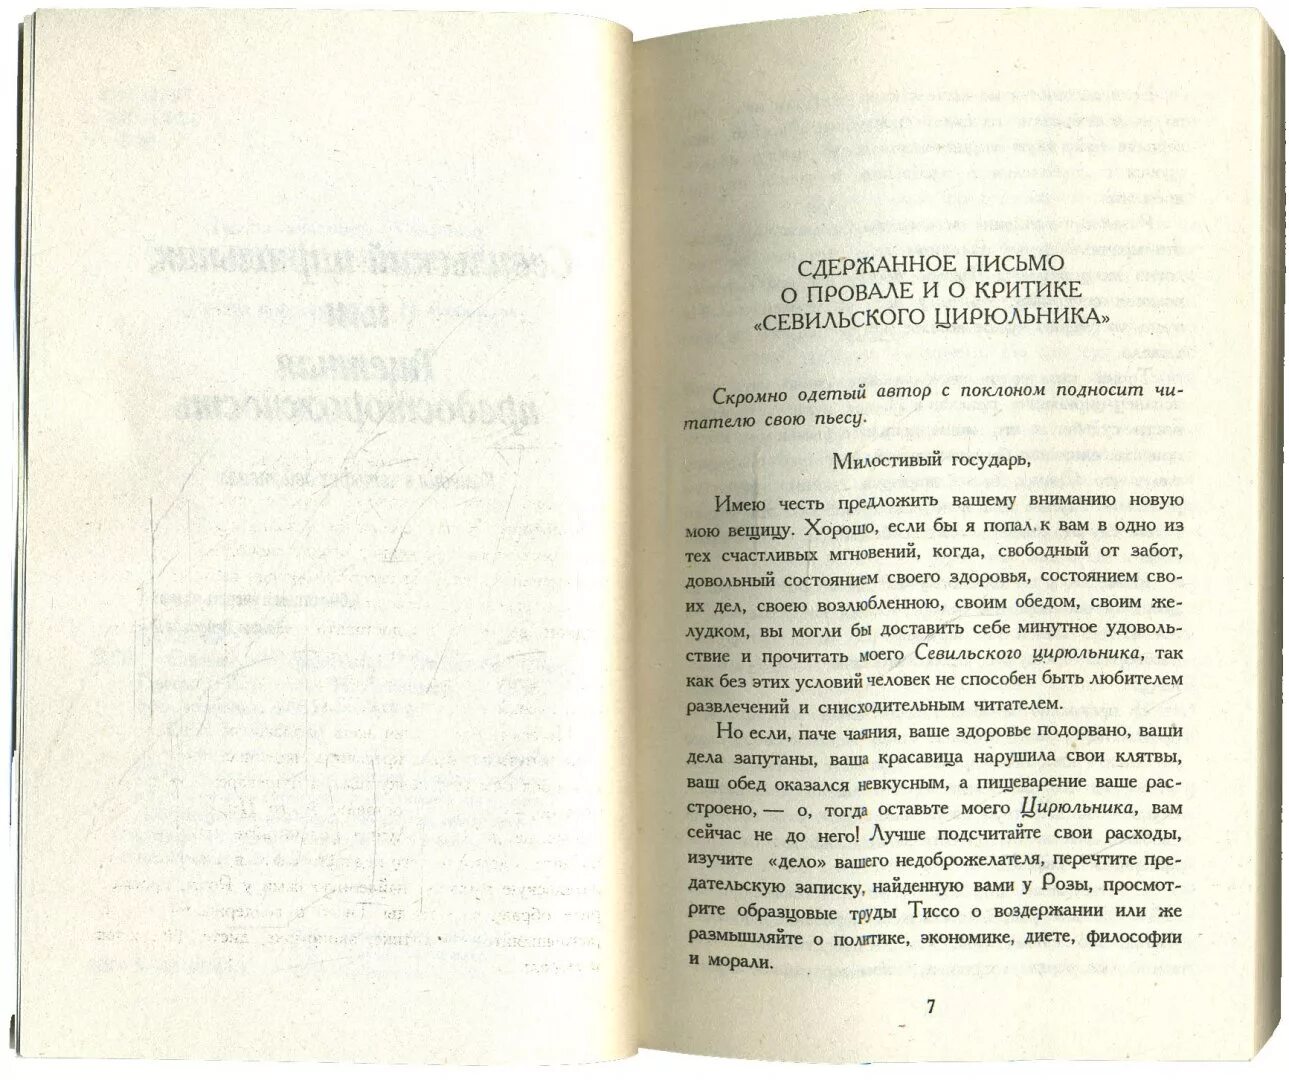 СДЕРЖАННОЕ ПИСЬМО
О ПРОВАЛЕ И О КРИТИКЕ
«СЕВИЛЬСКОГО ЦИРЮЛЬНИКА»
Скромно одетый автор с поклоном подносит чи-
тателю свою пьесу.
Милостивый государь,
Имею честь предложить вашему вниманию новую
мою вещицу. Хорошо, если бы я попал к вам в одно из
тех счастливых мгновений, когда, свободный от забот,
довольный состоянием своего здоровья, состоянием сво-
их дел, своею возлюбленною, своим обедом, своим же-
лудком, вы могли бы доставить себе минутное удоволь-
ствие и прочитать моего Севильского цирюльника, так
как без этих условий человек не способен быть любителем
развлечений и снисходительным читателем.
Но если, паче чаяния, ваше здоровье подорвано, ваши
дела запутаны, ваша красавица нарушила свои клятвы,
ваш обед оказался невкусным, а пищеварение ваше рас-
строено, — о, тогда оставьте моего Цирюльника, вам
сейчас не до него! Лучше подсчитайте свои расходы,
изучите «дело» вашего недоброжелателя, перечтите пре-
дательскую записку, найденную вами у Розы, просмот-
рите образцовые труды Тиссо о воздержании или же
размышляйте о политике, экономике, диете, философии
и морали.
7